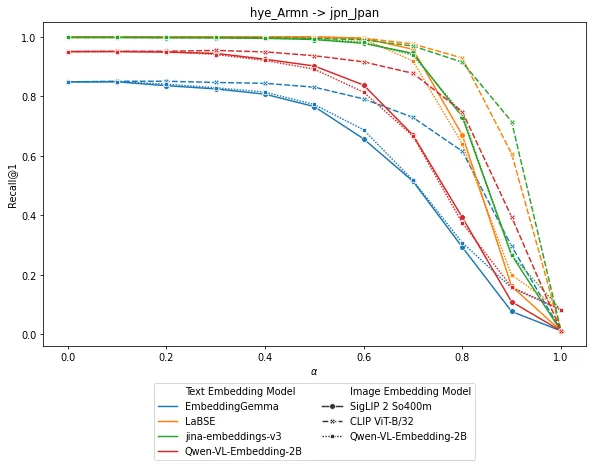 hye_Armn -> jpn_Jpan
Recall@1
1.0
0.8
0.6
0.4
0.2
0.0
0.0 0.2 0.4 0.6 0.8 1.0
α
Text Embedding Model
EmbeddingGemma
LaBSE
jina-embeddings-v3
Qwen-VL-Embedding-2B
Image Embedding Model
SigLIP 2 So400m
CLIP ViT-B/32
Qwen-VL-Embedding-2B